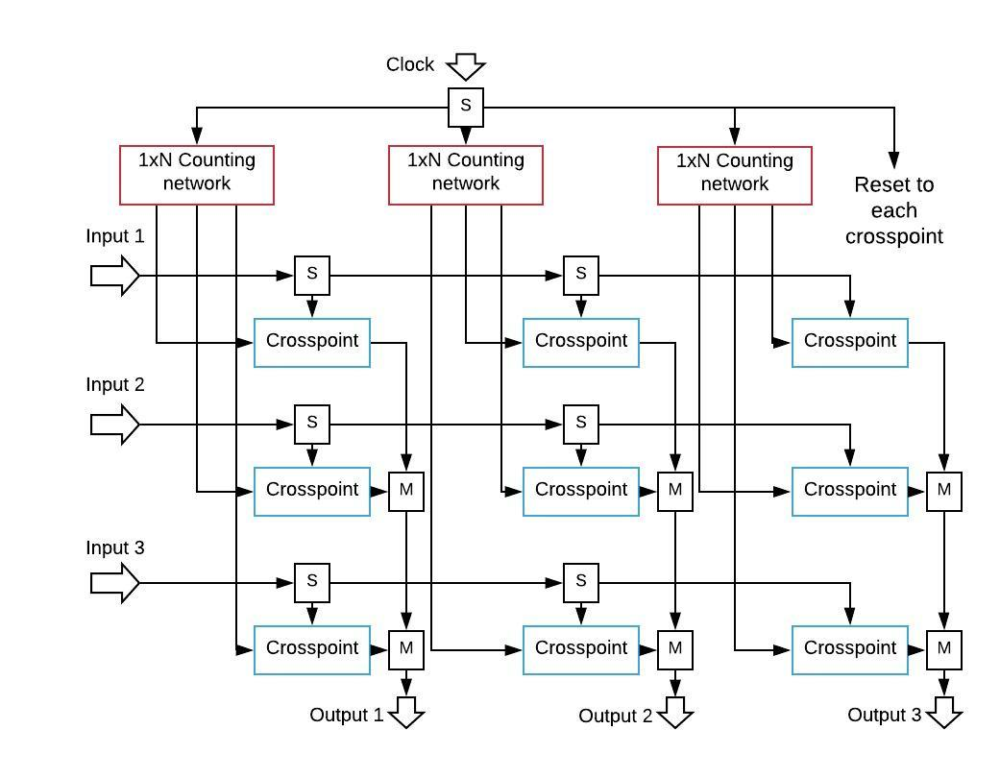 Clock
S
1xN Counting
network
1xN Counting
network
1xN Counting
network
Reset to
each
crosspoint
Input 1
S
S
Crosspoint
Crosspoint
Crosspoint
Input 2
S
S
Crosspoint
M
Crosspoint
M
Crosspoint
M
Input 3
S
S
Crosspoint
M
Crosspoint
M
Crosspoint
M
Output 1
Output 2
Output 3